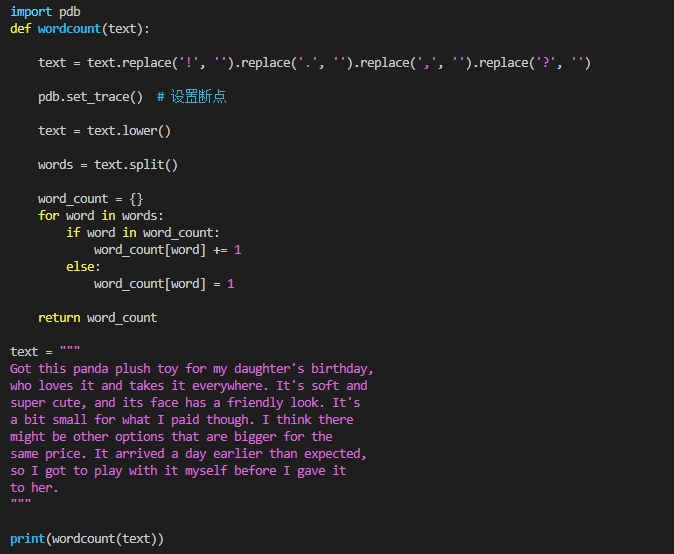 import pdb
def wordcount(text):
    text = text.replace('!', '').replace('.', '').replace(',', '').replace('?', '')
    pdb.set_trace()  # 设置断点
    text = text.lower()
    words = text.split()
    word_count = {}
    for word in words:
        if word in word_count:
            word_count[word] += 1
        else:
            word_count[word] = 1
    return word_count
text = """
Got this panda plush toy for my daughter's birthday,
who loves it and takes it everywhere. It's soft and
super cute, and its face has a friendly look. It's
a bit small for what I paid though. I think there
might be other options that are bigger for the
same price. It arrived a day earlier than expected,
so I got to play with it myself before I gave it
to her.
"""
print(wordcount(text))